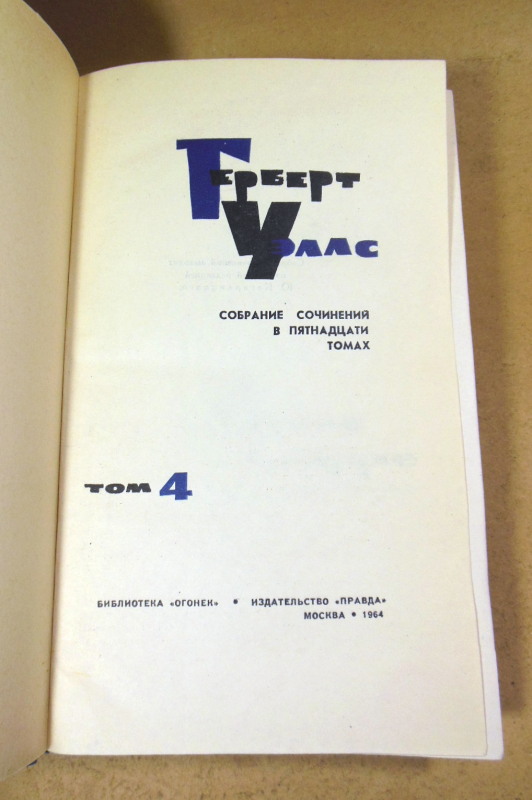 Герберт
Уэллс
СОБРАНИЕ СОЧИНЕНИЙ
В ПЯТНАДЦАТИ
ТОМАХ
ТОМ 4
БИБЛИОТЕКА «ОГОНЕК» • ИЗДАТЕЛЬСТВО «ПРАВДА»
МОСКВА • 1964